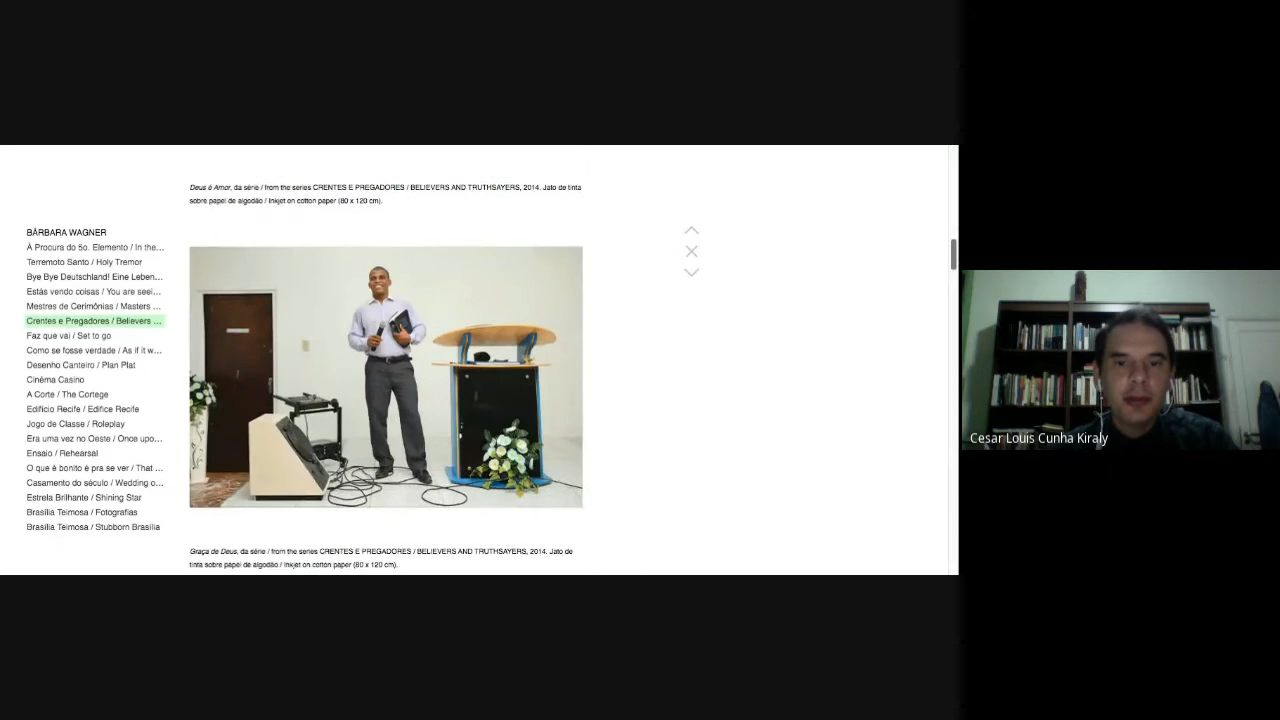 Deus é Amor, da série / from the series CRENTES E PREGADORES / BELIEVERS AND TRUTHSAYERS, 2014. Jato de tinta
sobre papel de algodão / Inkjet on cotton paper (80 x 120 cm).
BÁRBARA WAGNER
À Procura do 5o. Elemento / In the...
Terremoto Santo / Holy Tremor
Bye Bye Deutschland! Eine Leben...
Estás vendo coisas / You are seei...
Mestres de Cerimônias / Masters ...
Crentes e Pregadores / Believers ...
Faz que vai / Set to go
Como se fosse verdade / As if it w...
Desenho Canteiro / Plan Plat
Cinéma Casino
A Corte / The Cortege
Edifício Recife / Edifice Recife
Jogo de Classe / Roleplay
Era uma vez no Oeste / Once upo...
Ensaio / Rehearsal
O que é bonito é pra se ver / That ...
Casamento do século / Wedding o...
Estrela Brilhante / Shining Star
Brasília Teimosa / Fotografias
Brasília Teimosa / Stubborn Brasília
Graça de Deus, da série / from the series CRENTES E PREGADORES / BELIEVERS AND TRUTHSAYERS, 2014. Jato de
tinta sobre papel de algodão / Inkjet on cotton paper (80 x 120 cm).
Cesar Louis Cunha Kiraly